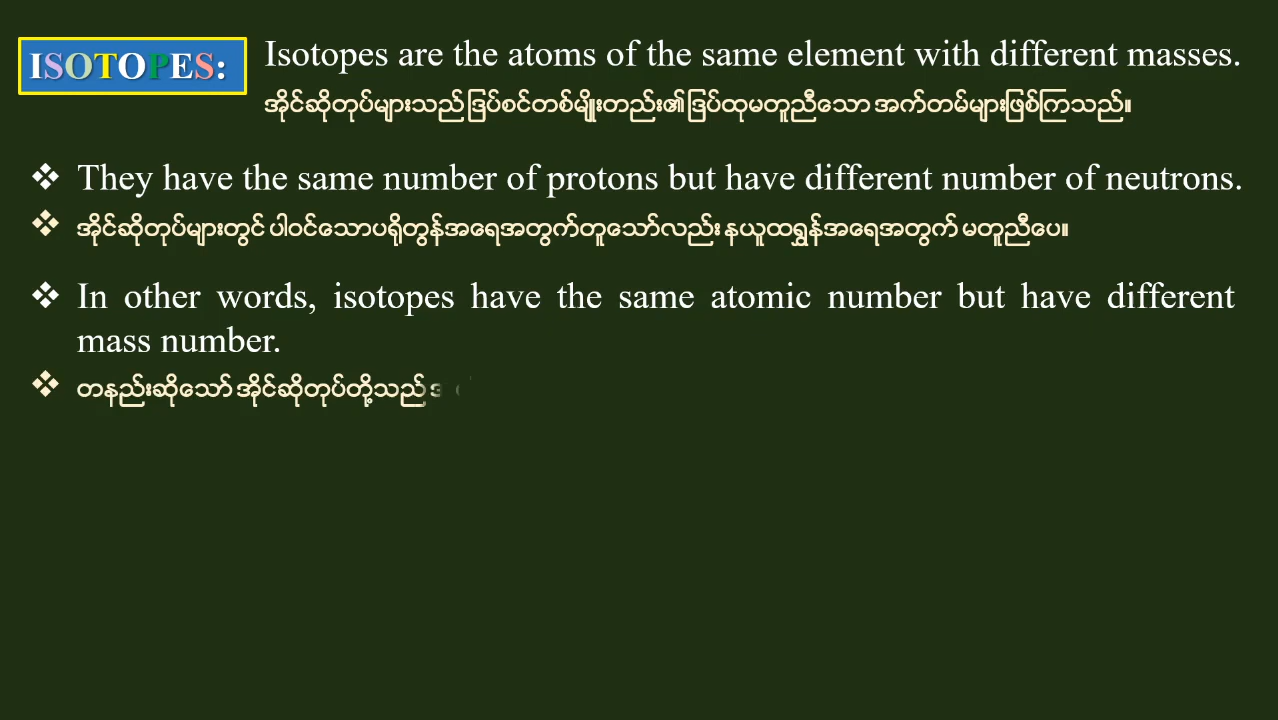 ISOTOPES:
Isotopes are the atoms of the same element with different masses.
အိုင်ဆိုတုပ်များသည် ဒြပ်စင်တစ်မျိုးတည်း၏ ဒြပ်ထုမတူညီသော အက်တမ်များဖြစ်ကြသည်။
❖ They have the same number of protons but have different number of neutrons.
❖ အိုင်ဆိုတုပ်များတွင် ပါဝင်သောပရိုတွန်အရေအတွက်တူသော်လည်း နယူထရွန်အရေအတွက် မတူညီပေ။
❖ In other words, isotopes have the same atomic number but have different
mass number.
❖ တနည်းဆိုသော် အိုင်ဆိုတုပ်တို့သည်